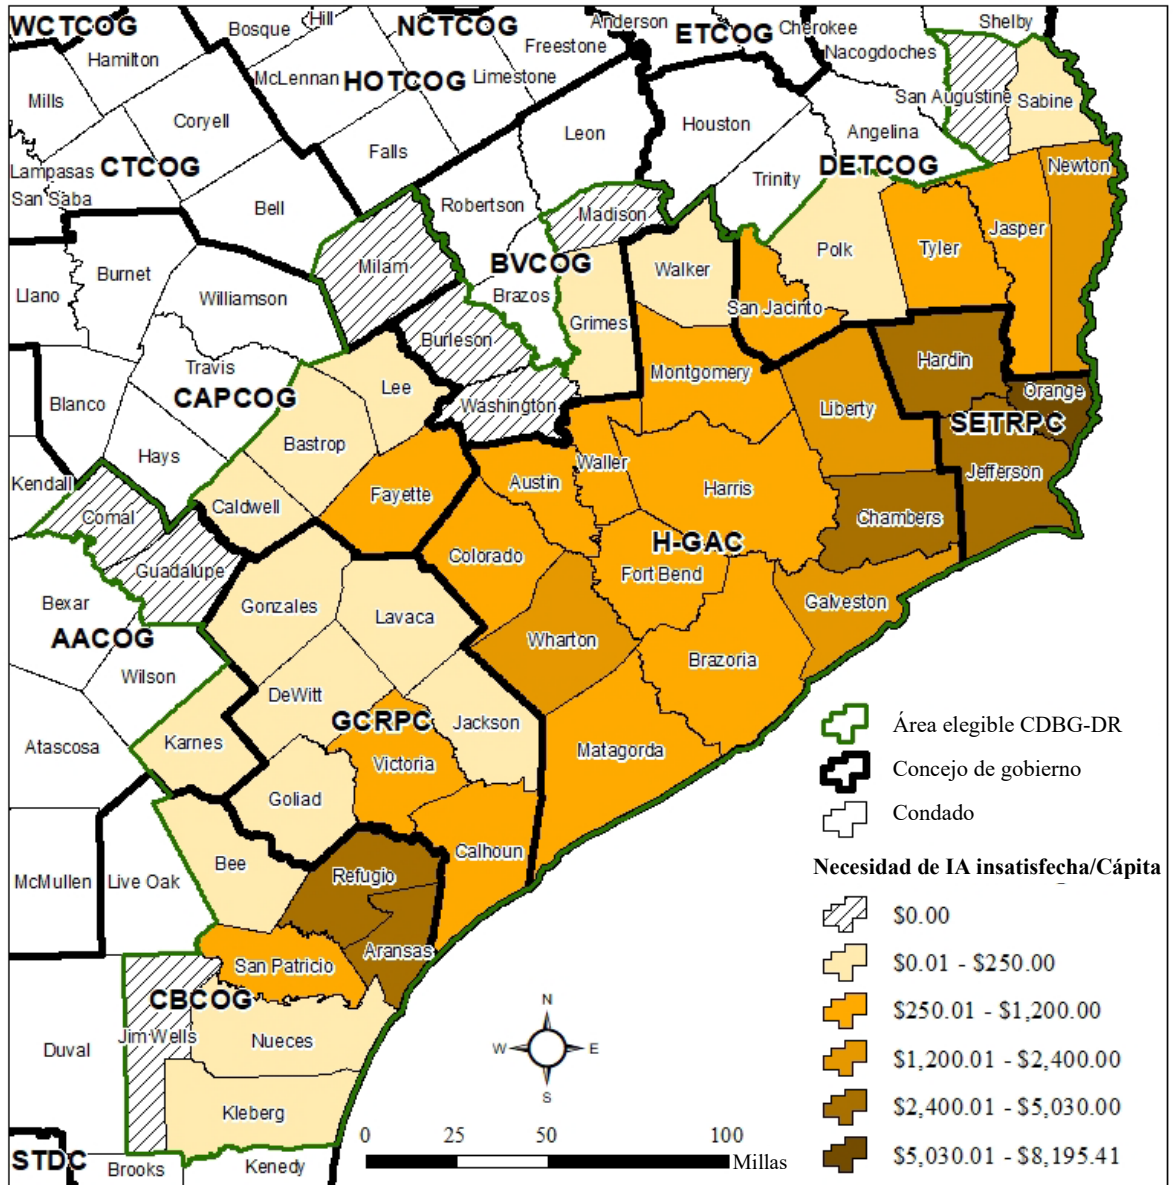 WCTCOG
Hill
Bosque
NCTCOG
Anderson
ETCOG
Cherokee
Shelby
Hamilton
Freestone
Nacogdoches
McLennan
HOTCOG
Limestone
Mills
San Augustine
Sabine
Coryell
Leon
Houston
Angelina
Falls
Lampasas
CTCOG
DETCOG
Newton
San Saba
Trinity
Bell
Robertson
Madison
Jasper
Polk
Tyler
Milam
BVCOG
Walker
Burnet
Llano
Williamson
Brazos
San Jacinto
Grimes
Burleson
Hardin
Travis
Montgomery
Lee
Orange
CAPCOG
Blanco
Washington
Liberty
SETRPC
Bastrop
Hays
Waller
Jefferson
Kendall
Austin
Harris
Fayette
Caldwell
Comal
Chambers
H-GAC
Colorado
Guadalupe
Fort Bend
Bexar
Gonzales
Galveston
Lavaca
AACOG
Wharton
Brazoria
Wilson
DeWitt
GCRPC
Jackson
Karnes
Atascosa
Matagorda
Victoria
Goliad
Calhoun
Bee
Refugio
McMullen
Live Oak
Aransas
San Patricio
CBCOG
Jim Wells
Nueces
Duval
Kleberg
STDC
Brooks
Kenedy
N
W
E
S
0
25
50
100
Millas
Área elegible CDBG-DR
Concejo de gobierno
Condado
Necesidad de IA insatisfecha/Cápita
$0.00
$0.01 - $250.00
$250.01 - $1,200.00
$1,200.01 - $2,400.00
$2,400.01 - $5,030.00
$5,030.01 - $8,195.41